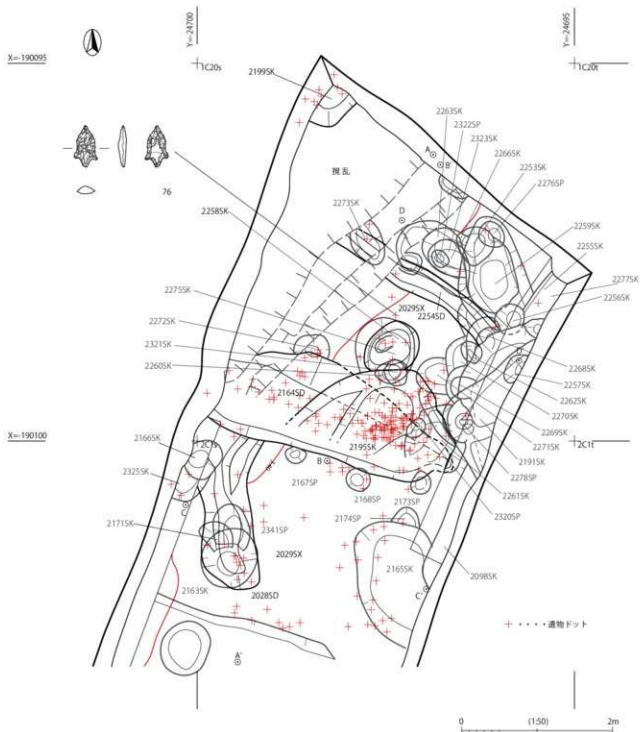 Y=-24700
Y=-24695
X=-190095
1C20s
1C20t
2199SK
2263SK
2322SP
2323SK
2266SK
2253SK
2276SP
A
B'
撹乱
76
2258SK
2273SK
D
2259SK
2255SK
2277SK
2256SK
2275SK
2272SK
2321SK
2260SK
2029SX
2254SD
2268SK
2257SK
2262SK
2270SK
2269SK
2271SK
2191SK
2278SP
2261SK
2320SP
2164SD
2195SK
X=-190100
2C1t
2166SK
2325SK
C
B
2167SP
2168SP
2173SP
2174SP
2171SK
2341SP
2029SX
2165SK
2098SK
2163SK
2028SD
C'
A'
+・・・・遺物ドット
0 (1:50) 2m